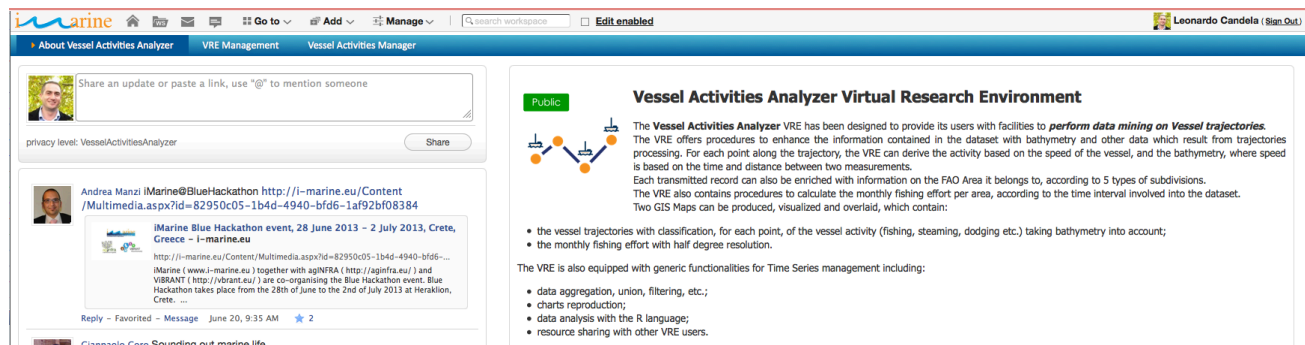 iMarine
WS
Go to
Add
Manage
search workspace
Edit enabled
Leonardo Candela (Sign Out)
About Vessel Activities Analyzer
VRE Management
Vessel Activities Manager
Share an update or paste a link, use "@" to mention someone
privacy level: VesselActivitiesAnalyzer
Share
Andrea Manzi iMarine@BlueHackathon http://i-marine.eu/Content
/Multimedia.aspx?id=82950c05-1b4d-4940-bfd6-1af92bf08384
iMarine Blue Hackathon event, 28 June 2013 - 2 July 2013, Crete,
Greece - i-marine.eu
http://i-marine.eu/Content/Multimedia.aspx?id=82950c05-1b4d-4940-bfd6-...
iMarine ( www.i-marine.eu ) together with agINFRA ( http://aginfra.eu/ ) and
ViBRANT ( http://vbrant.eu/ ) are co-organising the Blue Hackathon event. Blue
Hackathon takes place from the 28th of June to the 2nd of July 2013 at Heraklion,
Crete. ...
Reply - Favorited - Message June 20, 9:35 AM 2
Gianpaolo Coro Sounding out marine life
Public
Vessel Activities Analyzer Virtual Research Environment
The Vessel Activities Analyzer VRE has been designed to provide its users with facilities to perform data mining on Vessel trajectories.
The VRE offers procedures to enhance the information contained in the dataset with bathymetry and other data which result from trajectories
processing. For each point along the trajectory, the VRE can derive the activity based on the speed of the vessel, and the bathymetry, where speed
is based on the time and distance between two measurements.
Each transmitted record can also be enriched with information on the FAO Area it belongs to, according to 5 types of subdivisions.
The VRE also contains procedures to calculate the monthly fishing effort per area, according to the time interval involved into the dataset.
Two GIS Maps can be produced, visualized and overlaid, which contain:
• the vessel trajectories with classification, for each point, of the vessel activity (fishing, steaming, dodging etc.) taking bathymetry into account;
• the monthly fishing effort with half degree resolution.
The VRE is also equipped with generic functionalities for Time Series management including:
• data aggregation, union, filtering, etc.;
• charts reproduction;
• data analysis with the R language;
• resource sharing with other VRE users.